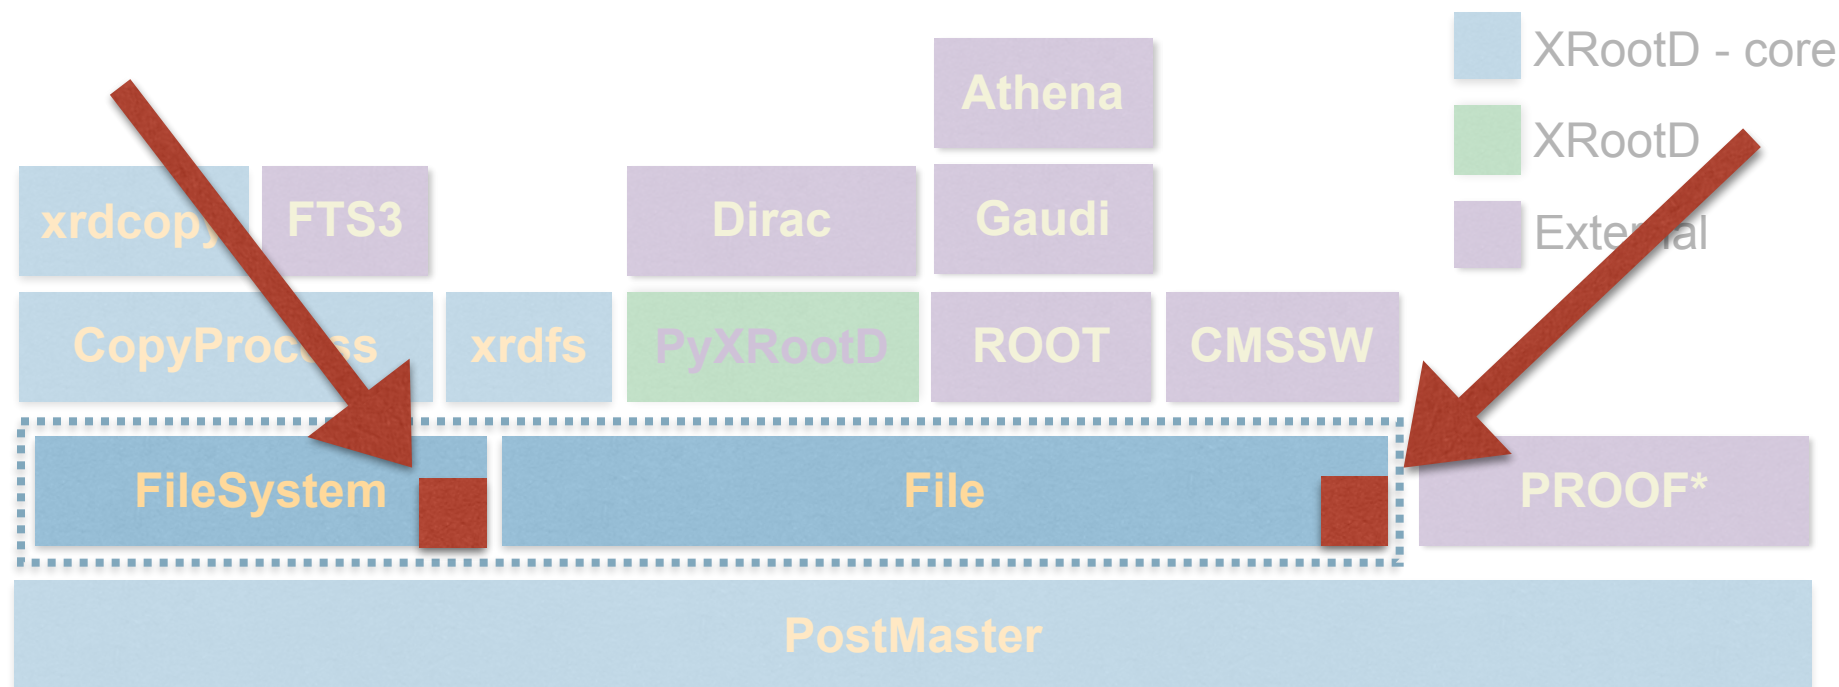 XRootD - core
Athena
XRootD
xrdcopy
FTS3
Dirac
Gaudi
External
CopyProcess
xrdfs
PyXRootD
ROOT
CMSSW
FileSystem
File
PROOF*
PostMaster